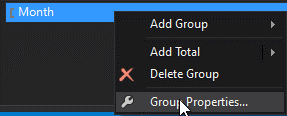 [Month
Add Group
Add Total
Delete Group
Group Properties...